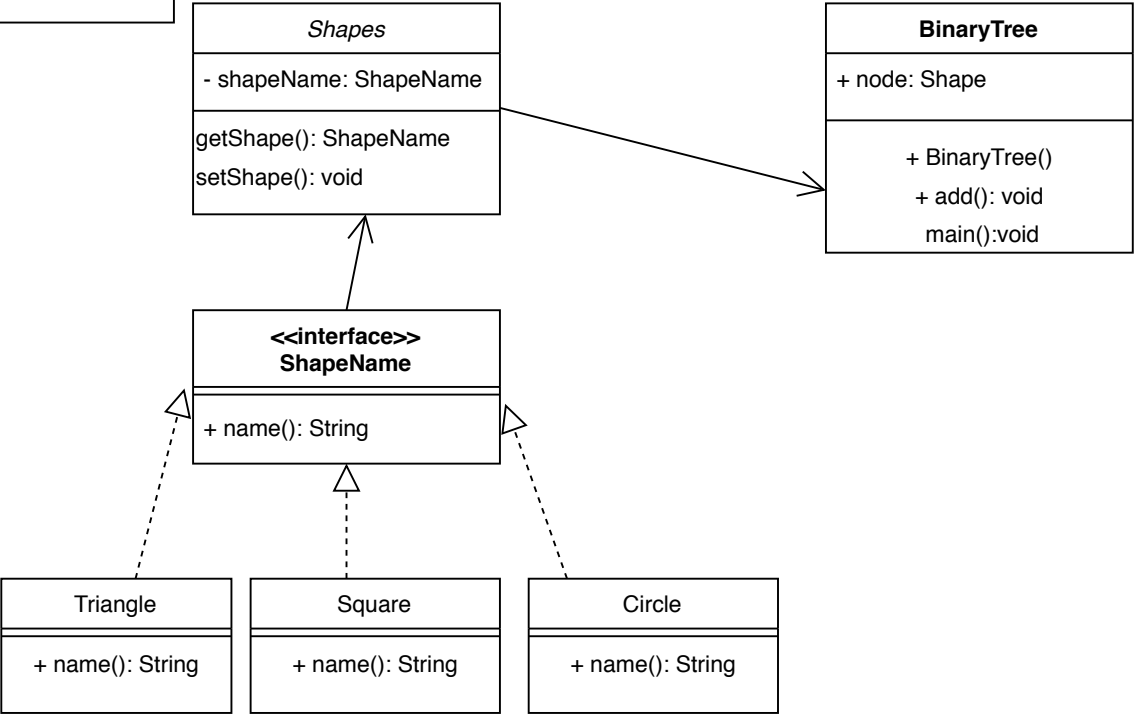 Shapes
- shapeName: ShapeName
getShape(): ShapeName
setShape(): void
BinaryTree
+ node: Shape
+ BinaryTree()
+ add(): void
main():void
<<interface>>
ShapeName
+ name(): String
Triangle
+ name(): String
Square
+ name(): String
Circle
+ name(): String